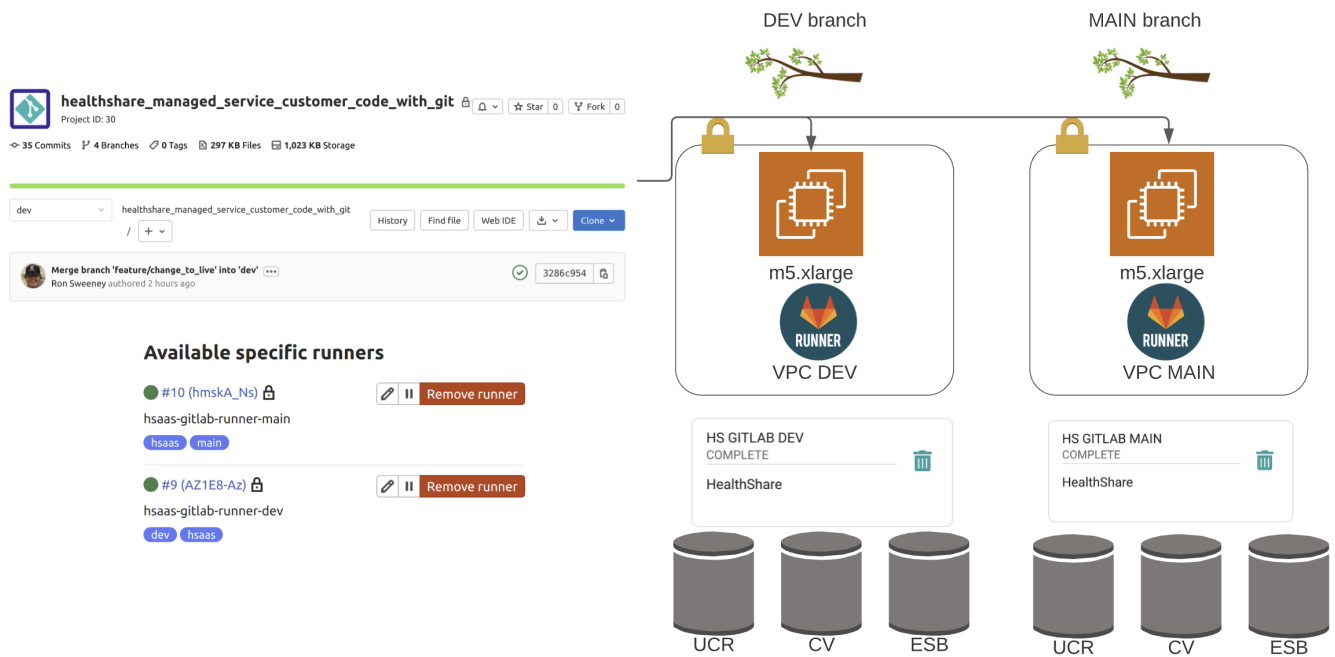 DEV branch
MAIN branch
healthshare_managed_service_customer_code_with_git
Star 0
Fork 0
Project ID: 30
35 Commits 4 Branches 0 Tags 297 KB Files 1,023 KB Storage
dev
healthshare_managed_service_customer_code_with_git
/ +
History
Find file
Web IDE
Clone
Merge branch 'feature/change_to_live' into 'dev'
Ron Sweeney authored 2 hours ago
3286c954
Available specific runners
#10 (hmskA_Ns)
Remove runner
hsaas-gitlab-runner-main
hsaas main
#9 (AZ1E8-Az)
Remove runner
hsaas-gitlab-runner-dev
dev hsaas
m5.xlarge
RUNNER
VPC DEV
m5.xlarge
RUNNER
VPC MAIN
HS GITLAB DEV
COMPLETE
HealthShare
HS GITLAB MAIN
COMPLETE
HealthShare
UCR
CV
ESB
UCR
CV
ESB